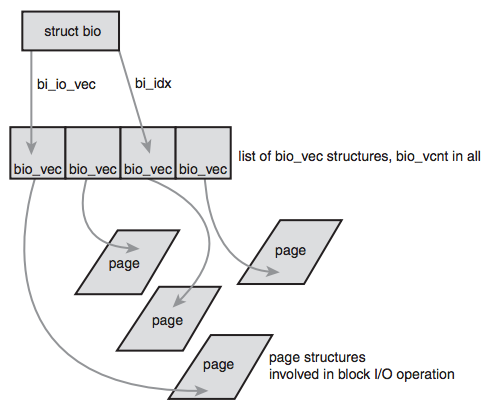 struct bio
bi_io_vec
bi_idx
bio_vec bio_vec bio_vec bio_vec
list of bio_vec structures, bio_vcnt in all
page
page
page
page
page structures
involved in block I/O operation